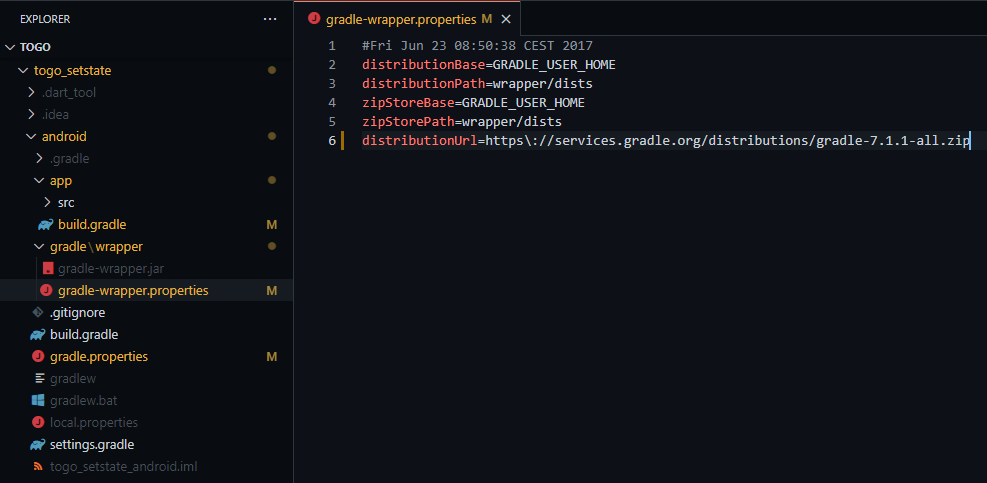 EXPLORER ...
TOGO
togo_setstate
.dart_tool
.idea
android
.gradle
app
src
build.gradle M
gradle\wrapper
gradle-wrapper.jar
gradle-wrapper.properties M
.gitignore
build.gradle
gradle.properties M
gradlew
gradlew.bat
local.properties
settings.gradle
togo_setstate_android.iml
gradle-wrapper.properties M
1 #Fri Jun 23 08:50:38 CEST 2017
2 distributionBase=GRADLE_USER_HOME
3 distributionPath=wrapper/dists
4 zipStoreBase=GRADLE_USER_HOME
5 zipStorePath=wrapper/dists
6 distributionUrl=https\://services.gradle.org/distributions/gradle-7.1.1-all.zip